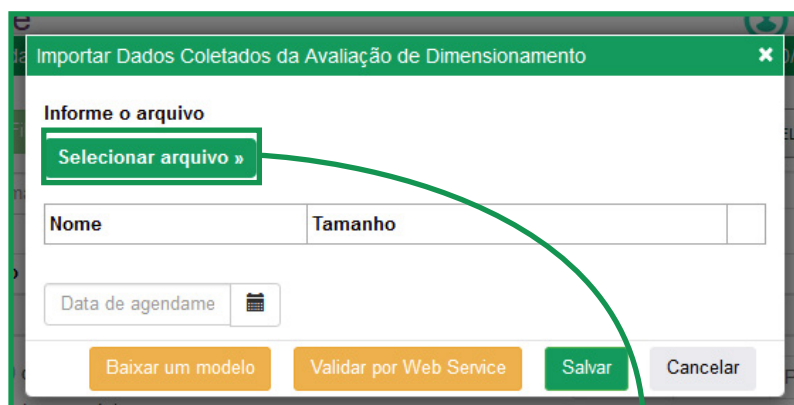 Importar Dados Coletados da Avaliação de Dimensionamento
Informe o arquivo
Selecionar arquivo »
Nome Tamanho
Data de agendame
Baixar um modelo Validar por Web Service Salvar Cancelar